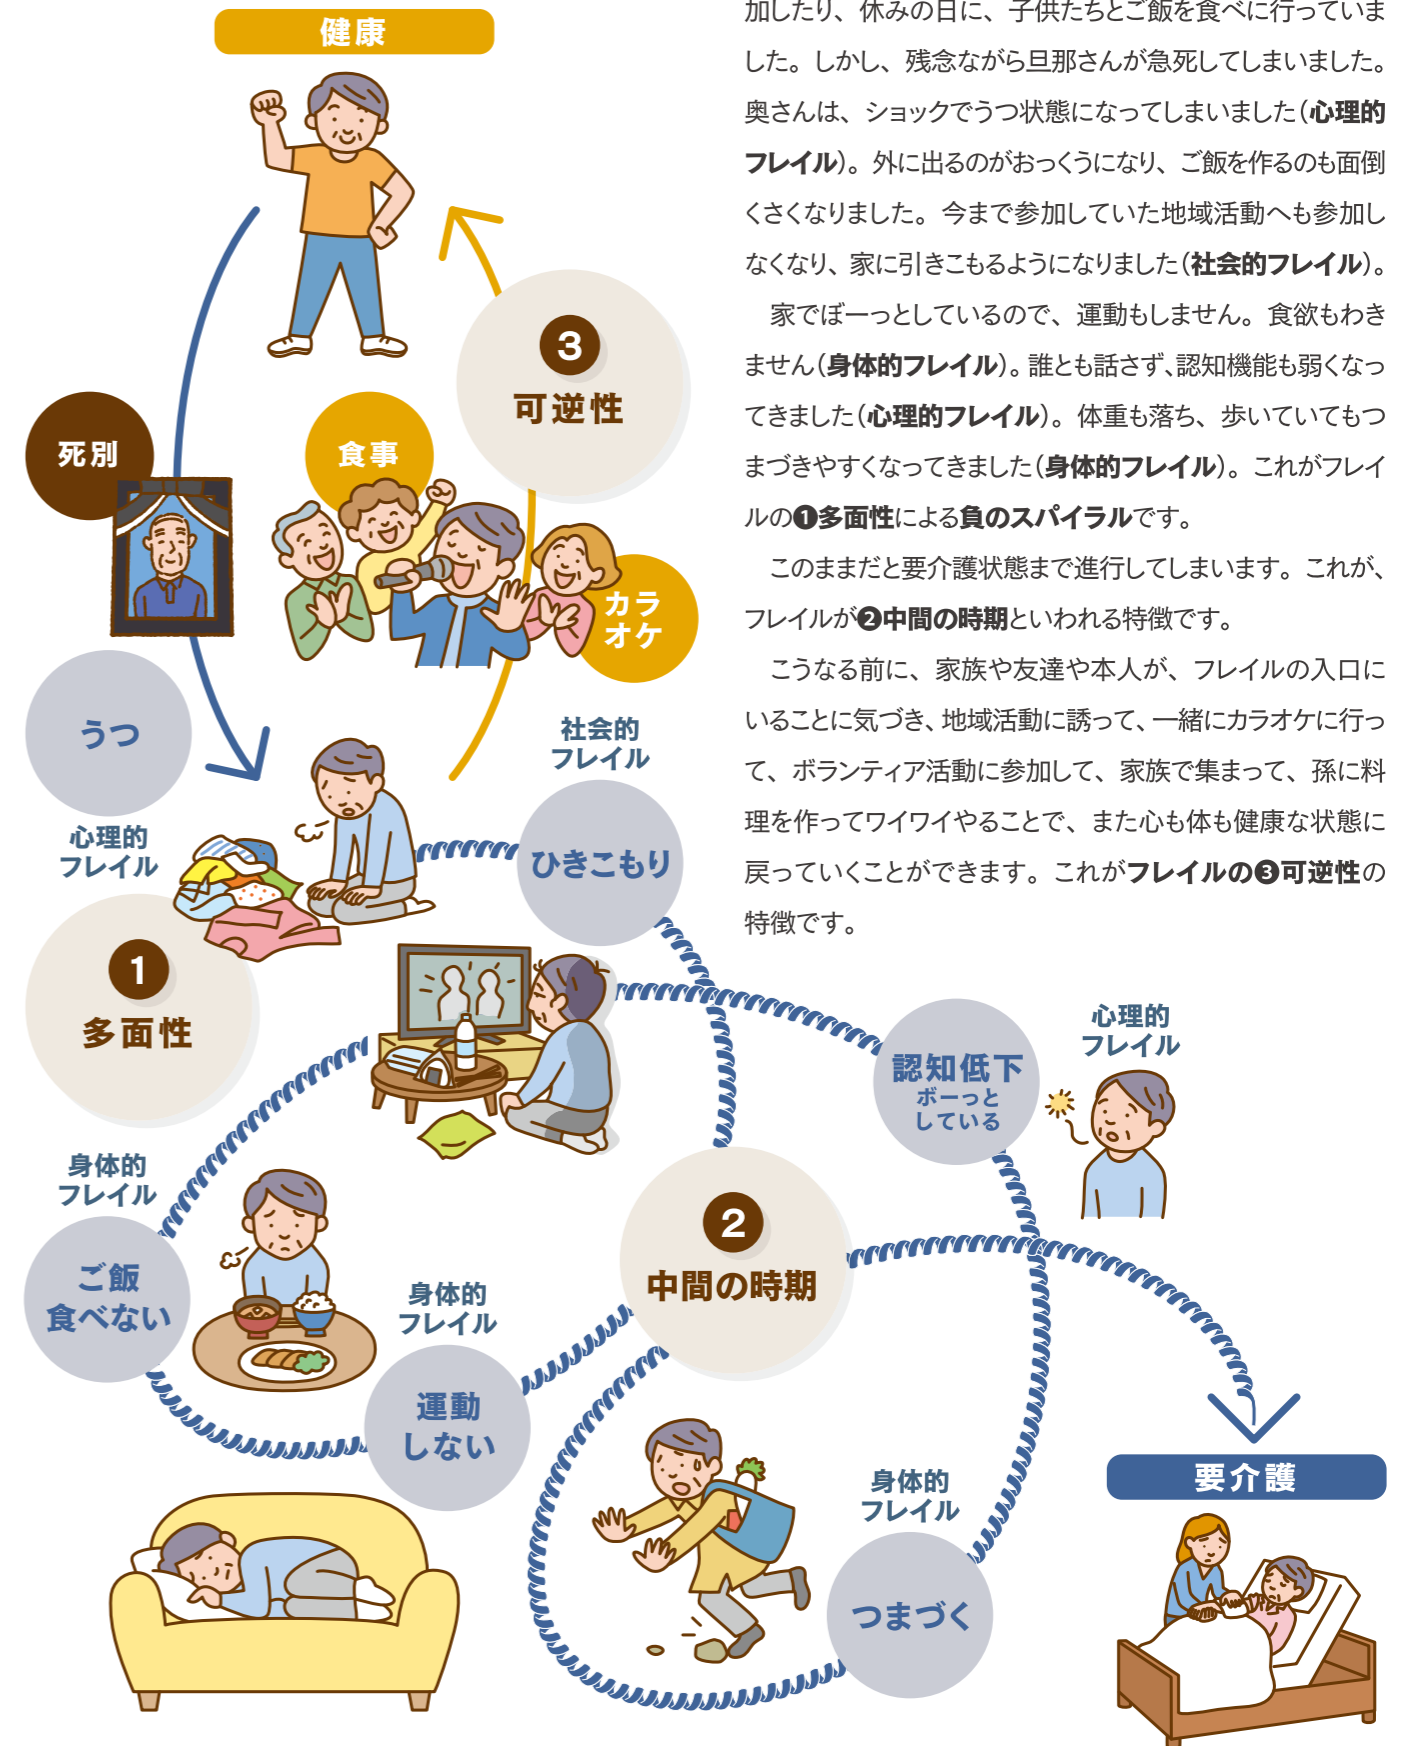 加したり、休みの日に、子供たちとご飯を食べに行っていま
した。しかし、残念ながら旦那さんが急死してしまいました。
奥さんは、ショックでうつ状態になってしまいました（心理的
フレイル）。外に出るのがおっくうになり、ご飯を作るのも面倒
くさくなりました。今まで参加していた地域活動へも参加し
なくなり、家に引きこもるようになりました（社会的フレイル）。
家でぼーっとしているので、運動もしません。食欲もわき
ません（身体的フレイル）。誰とも話さず、認知機能も弱くなっ
てきました（心理的フレイル）。体重も落ち、歩いていてもつ
まづきやすくなってきました（身体的フレイル）。これがフレイ
ルの❶多面性による負のスパイラルです。
このままだと要介護状態まで進行してしまいます。これが、
フレイルが❷中間の時期といわれる特徴です。
こうなる前に、家族や友達や本人が、フレイルの入口に
いることに気づき、地域活動に誘って、一緒にカラオケに行っ
て、ボランティア活動に参加して、家族で集まって、孫に料
理を作ってワイワイやることで、また心も体も健康な状態に
戻っていくことができます。これがフレイルの❸可逆性の
特徴です。
健康
❸
可逆性
死別
食事
カラ
オケ
うつ
心理的
フレイル
社会的
フレイル
ひきこもり
❶
多面性
認知低下
ボーっと
している
心理的
フレイル
身体的
フレイル
ご飯
食べない
身体的
フレイル
運動
しない
❷
中間の時期
身体的
フレイル
つまづく
要介護